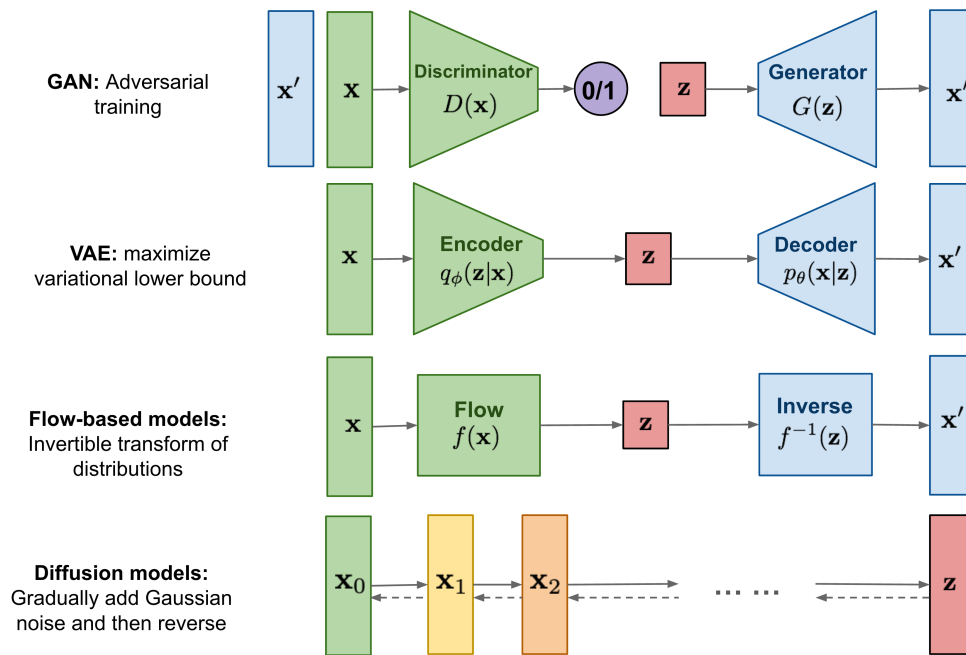 GAN: Adversarial
training
x′
x
Discriminator
D(x)
0/1
z
Generator
G(z)
x′
VAE: maximize
variational lower bound
x
Encoder
qϕ(z|x)
z
Decoder
pθ(x|z)
x′
Flow-based models:
Invertible transform of
distributions
x
Flow
f(x)
z
Inverse
f⁻¹(z)
x′
Diffusion models:
Gradually add Gaussian
noise and then reverse
x₀
x₁
x₂
... ...
z